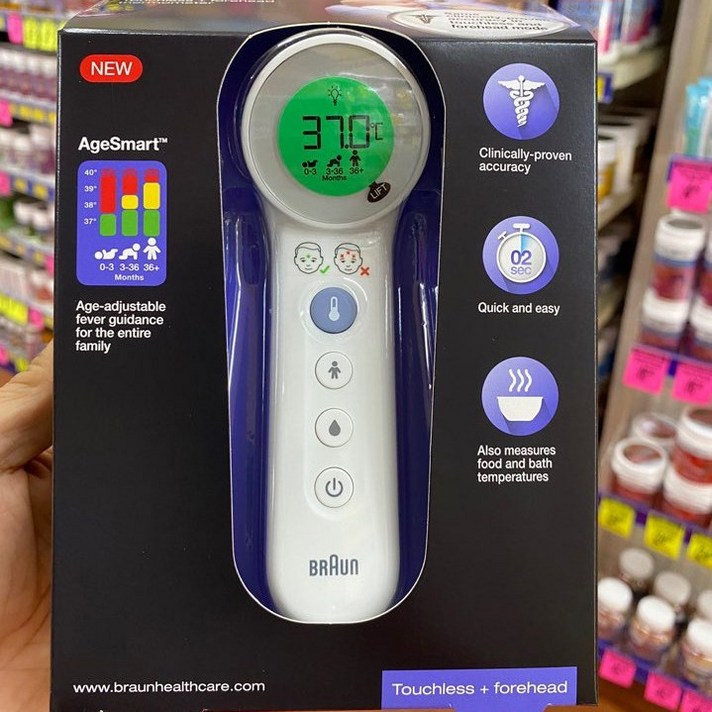 forehead mode
NEW
AgeSmart™
40°
39°
38°
37°
0-3 3-36 36+
Months
Age-adjustable
fever guidance
for the entire
family
37.0°C
0-3 3-36 36+
Months
LIFT
BRAUN
Clinically-proven
accuracy
02
sec
Quick and easy
Also measures
food and bath
temperatures
www.braunhealthcare.com
Touchless + forehead